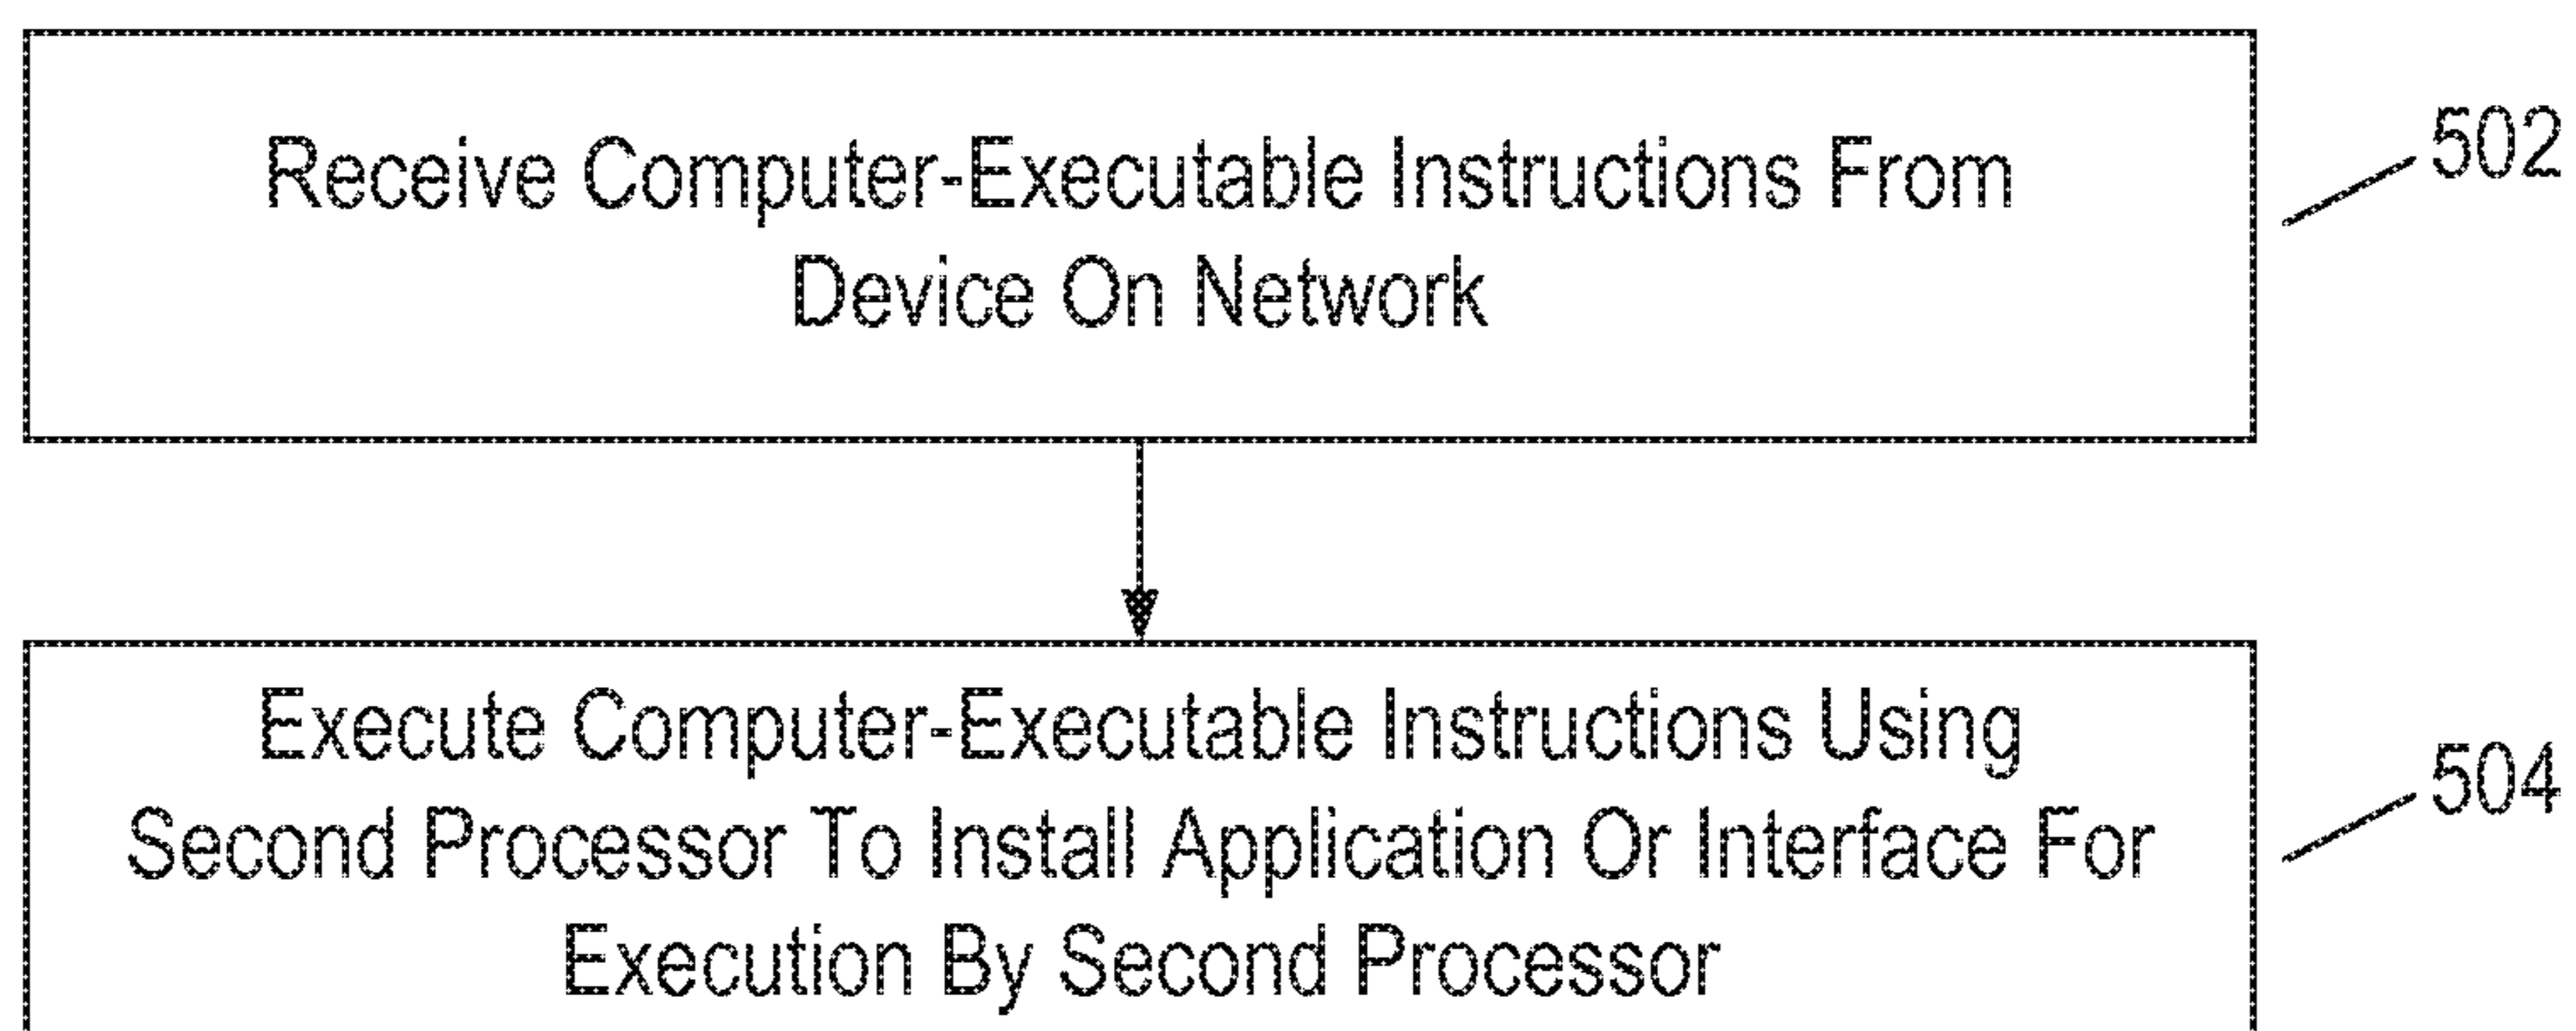 Receive Computer-Executable Instructions From
Device On Network
502
Execute Computer-Executable Instructions Using
Second Processor To Install Application Or Interface For
Execution By Second Processor
504